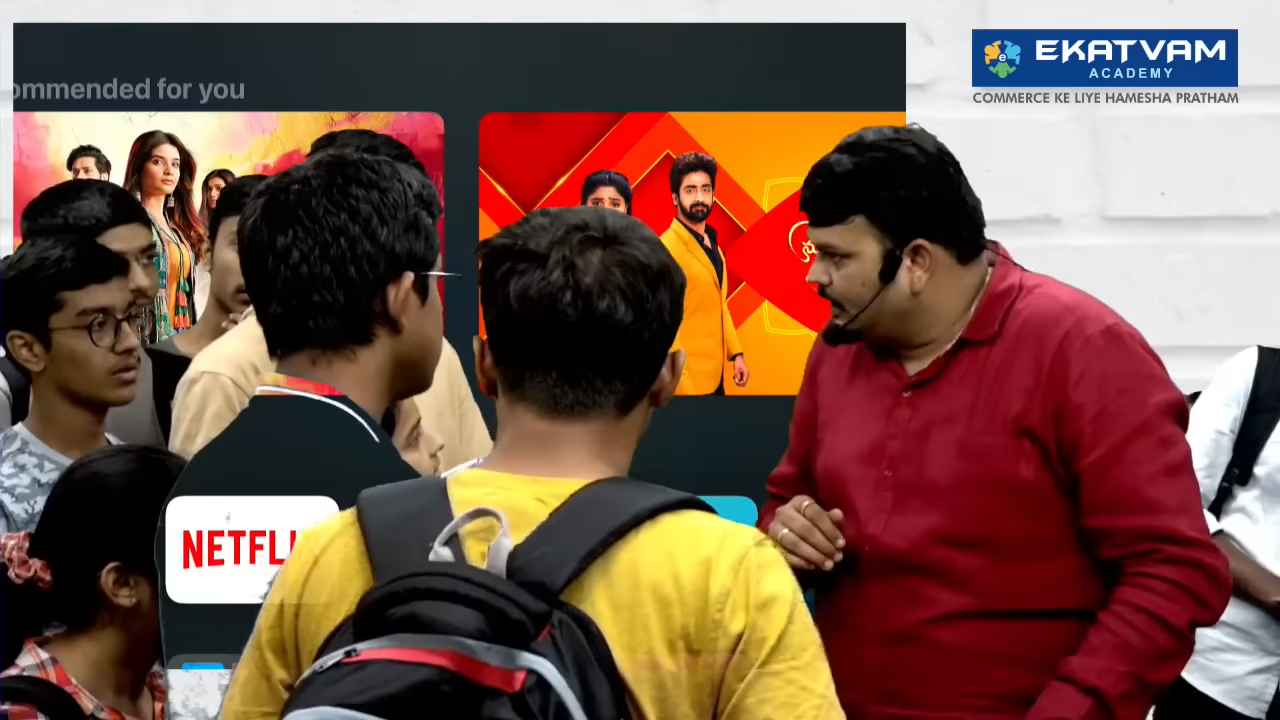 ommended for you
EKATVAM
ACADEMY
COMMERCE KE LIYE HAMESHA PRATHAM
NETFLI